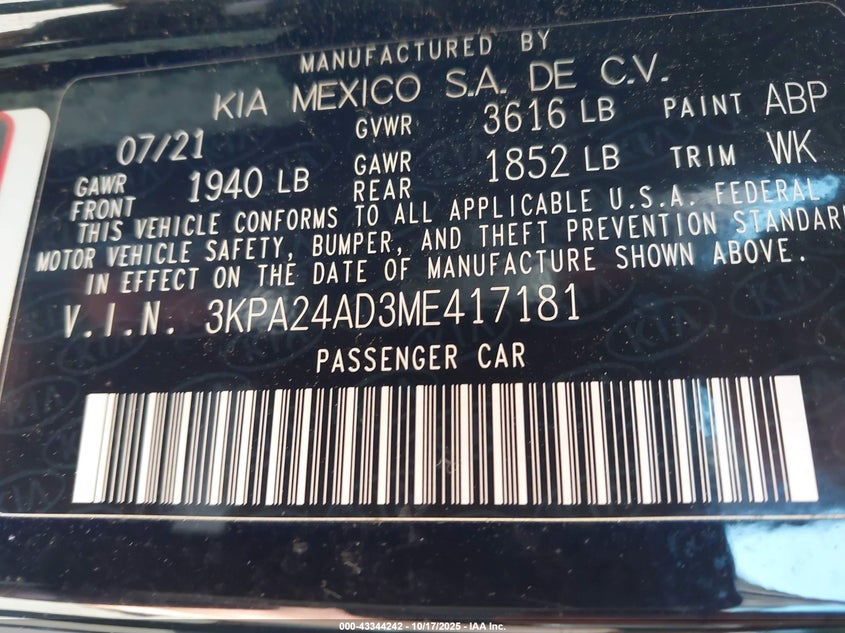 MANUFACTURED BY
KIA MEXICO S.A. DE C.V.
07/21 GVWR 3616 LB PAINT ABP
GAWR FRONT 1940 LB GAWR REAR 1852 LB TRIM WK
THIS VEHICLE CONFORMS TO ALL APPLICABLE U.S.A. FEDERAL
MOTOR VEHICLE SAFETY, BUMPER, AND THEFT PREVENTION STANDAR
IN EFFECT ON THE DATE OF MANUFACTURE SHOWN ABOVE.
V.I.N. 3KPA24AD3ME417181
PASSENGER CAR
000-43344242 - 10/17/2025 - IAA Inc.